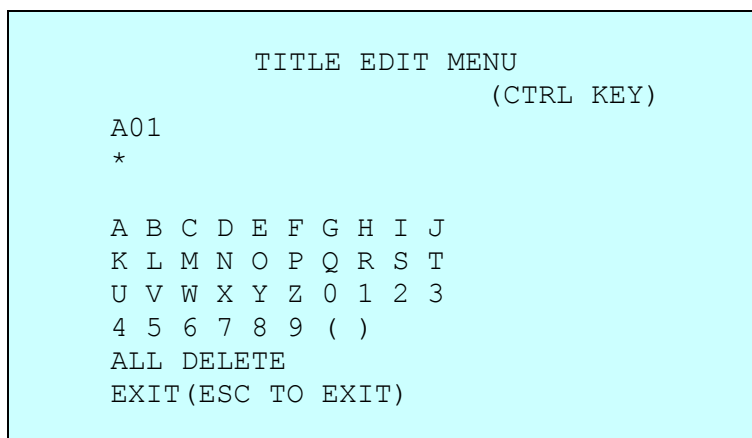 TITLE EDIT MENU
(CTRL KEY)
A01
*
A B C D E F G H I J
K L M N O P Q R S T
U V W X Y Z 0 1 2 3
4 5 6 7 8 9 ( )
ALL DELETE
EXIT(ESC TO EXIT)